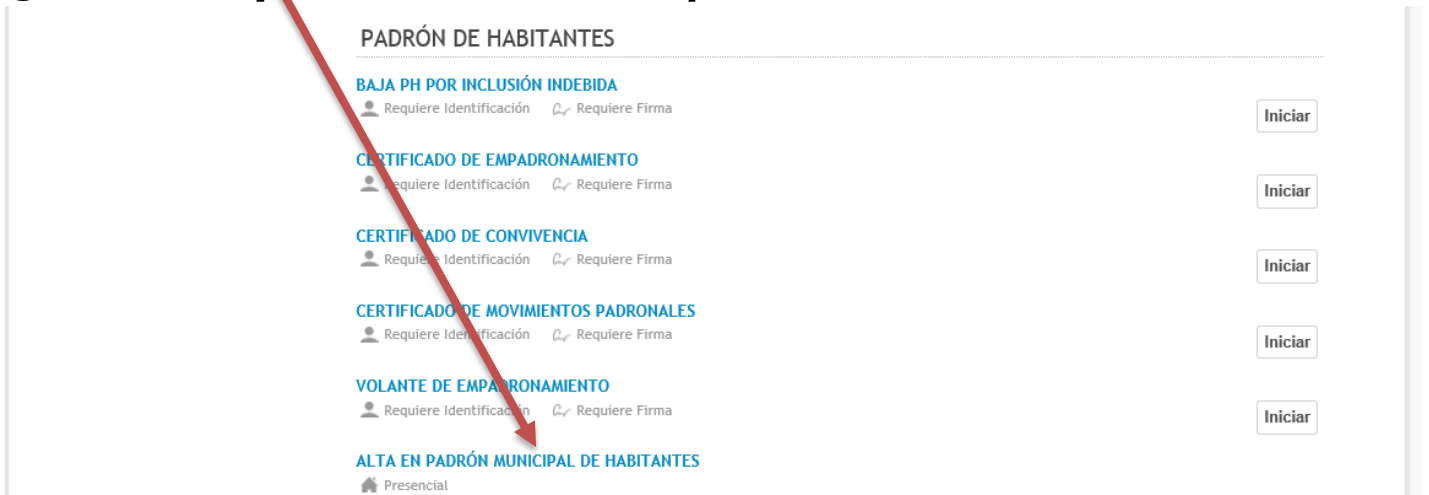 PADRÓN DE HABITANTES
BAJA PH POR INCLUSIÓN INDEBIDA
Requiere Identificación Requiere Firma
Iniciar
CERTIFICADO DE EMPADRONAMIENTO
Requiere Identificación Requiere Firma
Iniciar
CERTIFICADO DE CONVIVENCIA
Requiere Identificación Requiere Firma
Iniciar
CERTIFICADO DE MOVIMIENTOS PADRONALES
Requiere Identificación Requiere Firma
Iniciar
VOLANTE DE EMPADRONAMIENTO
Requiere Identificación Requiere Firma
Iniciar
ALTA EN PADRÓN MUNICIPAL DE HABITANTES
Presencial